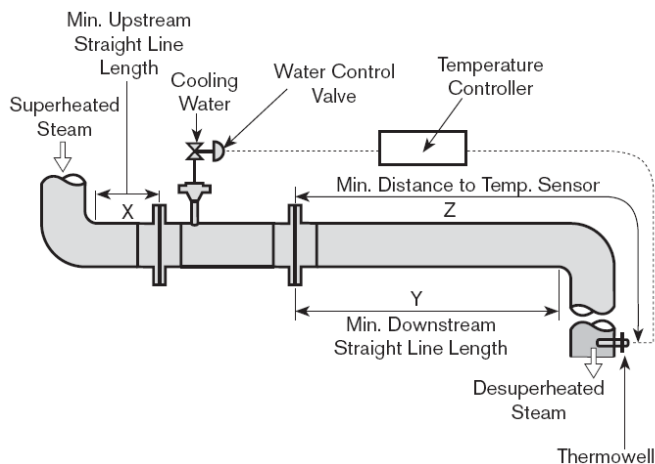 Min. Upstream
Straight Line
Length
Superheated
Steam
Cooling
Water
Water Control
Valve
Temperature
Controller
Min. Distance to Temp. Sensor
X
Z
Y
Min. Downstream
Straight Line Length
Desuperheated
Steam
Thermowell